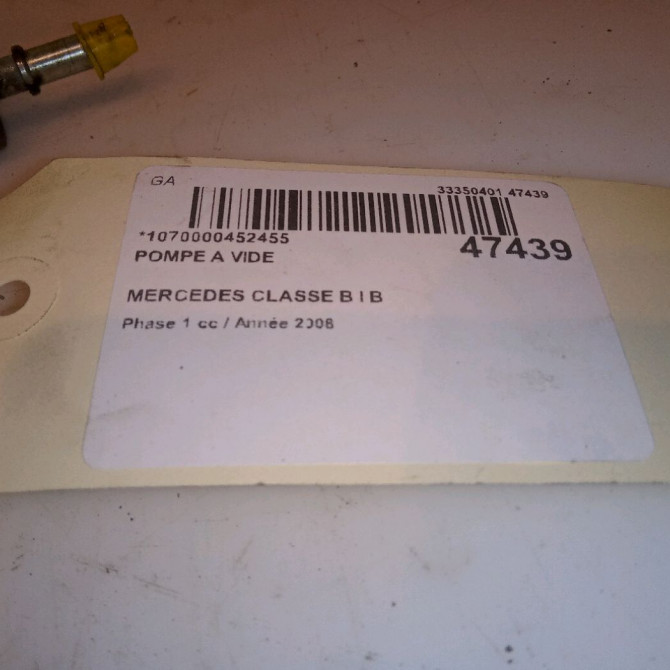 GA
33350401 47439
*1070000452455
47439
POMPE A VIDE
MERCEDES CLASSE B I B
Phase 1 cc / Année 2008